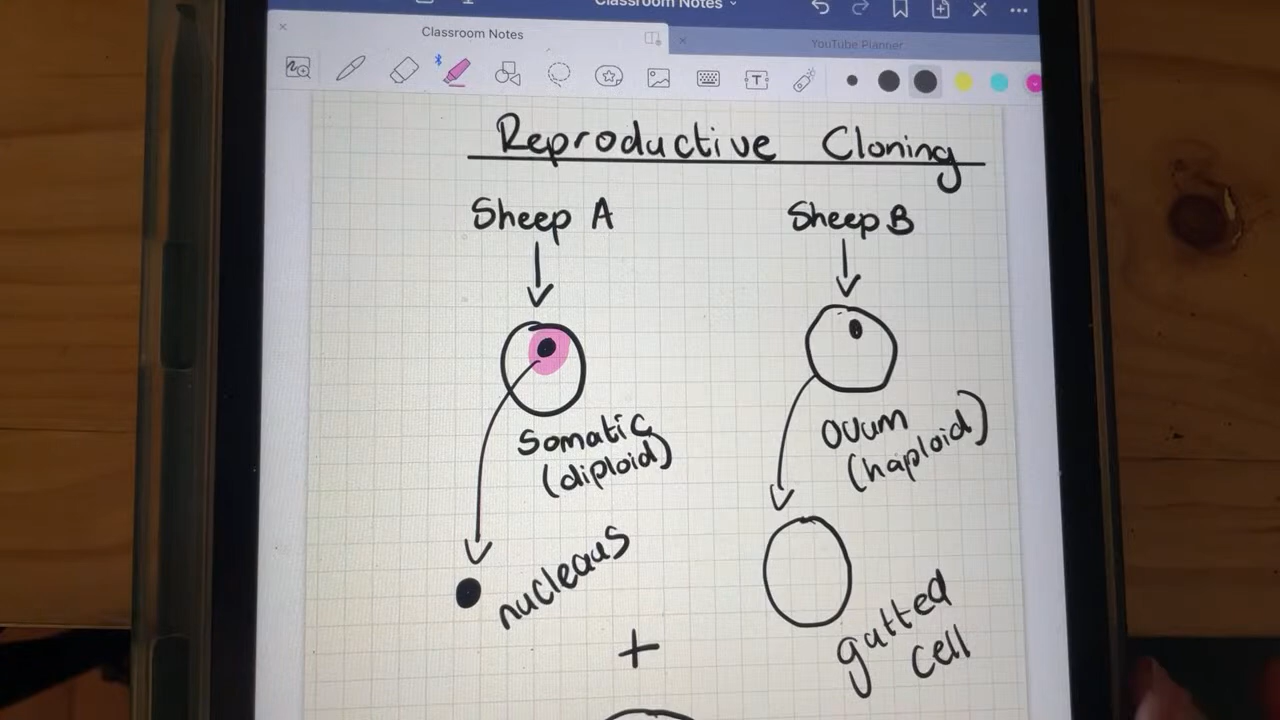 Classroom Notes
Classroom Notes
YouTube Planner
T
Reproductive Cloning
Sheep A
Sheep B
Somatic
(diploid)
Ovum
(haploid)
nucleaus
+
gutted
cell